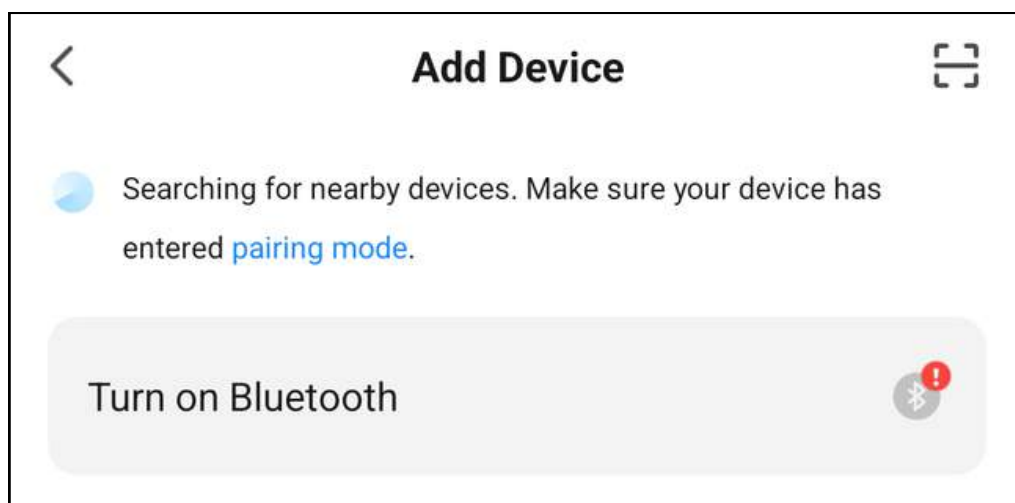 Add Device
Searching for nearby devices. Make sure your device has
entered pairing mode.
Turn on Bluetooth